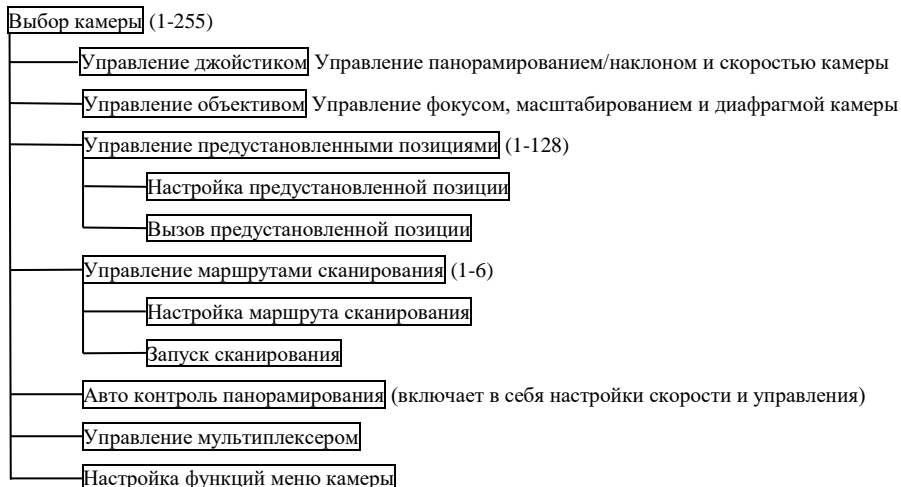 Выбор камеры (1-255)
Управление джойстиком Управление панорамированием/наклоном и скоростью камеры
Управление объективом Управление фокусом, масштабированием и диафрагмой камеры
Управление предустановленными позициями (1-128)
Настройка предустановленной позиции
Вызов предустановленной позиции
Управление маршрутами сканирования (1-6)
Настройка маршрута сканирования
Запуск сканирования
Авто контроль панорамирования (включает в себя настройки скорости и управления)
Управление мультиплексером
Настройка функций меню камеры